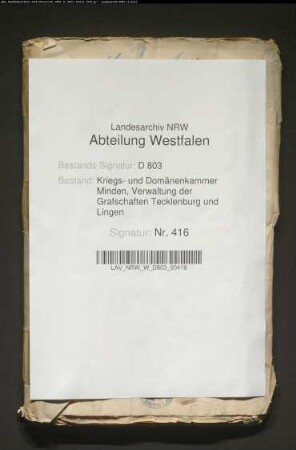 Landesarchiv NRW
Abteilung Westfalen
Bestands-Signatur: D 803
Bestand: Kriegs- und Domänenkammer
Minden, Verwaltung der
Grafschaften Tecklenburg und
Lingen
Signatur: Nr. 416
LAV_NRW_W_D803_00416